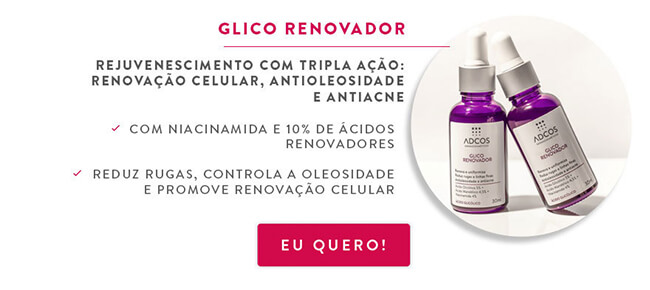 GLICO RENOVADOR
REJUVENESCIMENTO COM TRIPLA AÇÃO:
RENOVAÇÃO CELULAR, ANTIOLEOSIDADE
E ANTIACNE
COM NIACINAMIDA E 10% DE ÁCIDOS
RENOVADORES
REDUZ RUGAS, CONTROLA A OLEOSIDADE
E PROMOVE RENOVAÇÃO CELULAR
EU QUERO!
ADCOS
GLICO
RENOVADOR
ADCOS
GLICO
RENOVADOR